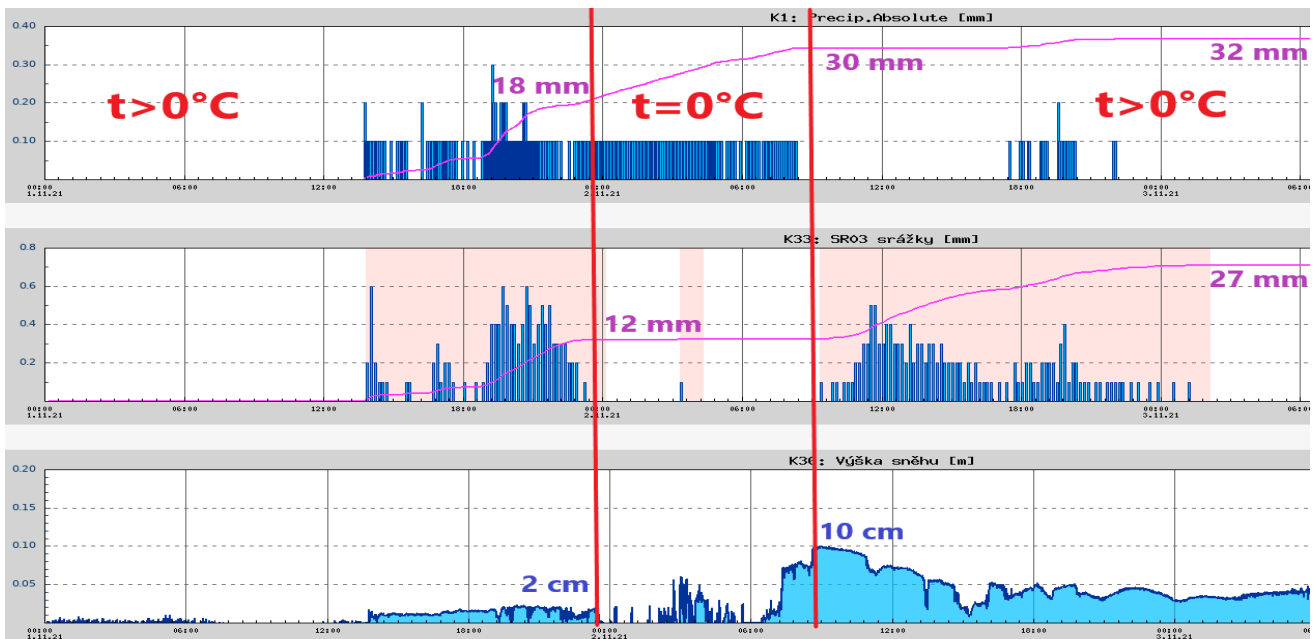 K1: Precip.Absolute [mm]
0.40
0.30
0.20
0.10
18 mm
30 mm
32 mm
t>0°C
t=0°C
t>0°C
00:00 06:00 12:00 18:00 00:00 06:00 12:00 18:00 00:00 06:00
1.11.21 2.11.21 3.11.21
K33: SR03 srážky [mm]
0.8
0.6
0.4
0.2
12 mm
27 mm
00:00 06:00 12:00 18:00 00:00 06:00 12:00 18:00 00:00 06:00
1.11.21 2.11.21 3.11.21
K36: Výška sněhu [m]
0.20
0.15
0.10
0.05
2 cm
10 cm
00:00 06:00 12:00 18:00 00:00 06:00 12:00 18:00 00:00 06:00
1.11.21 2.11.21 3.11.21